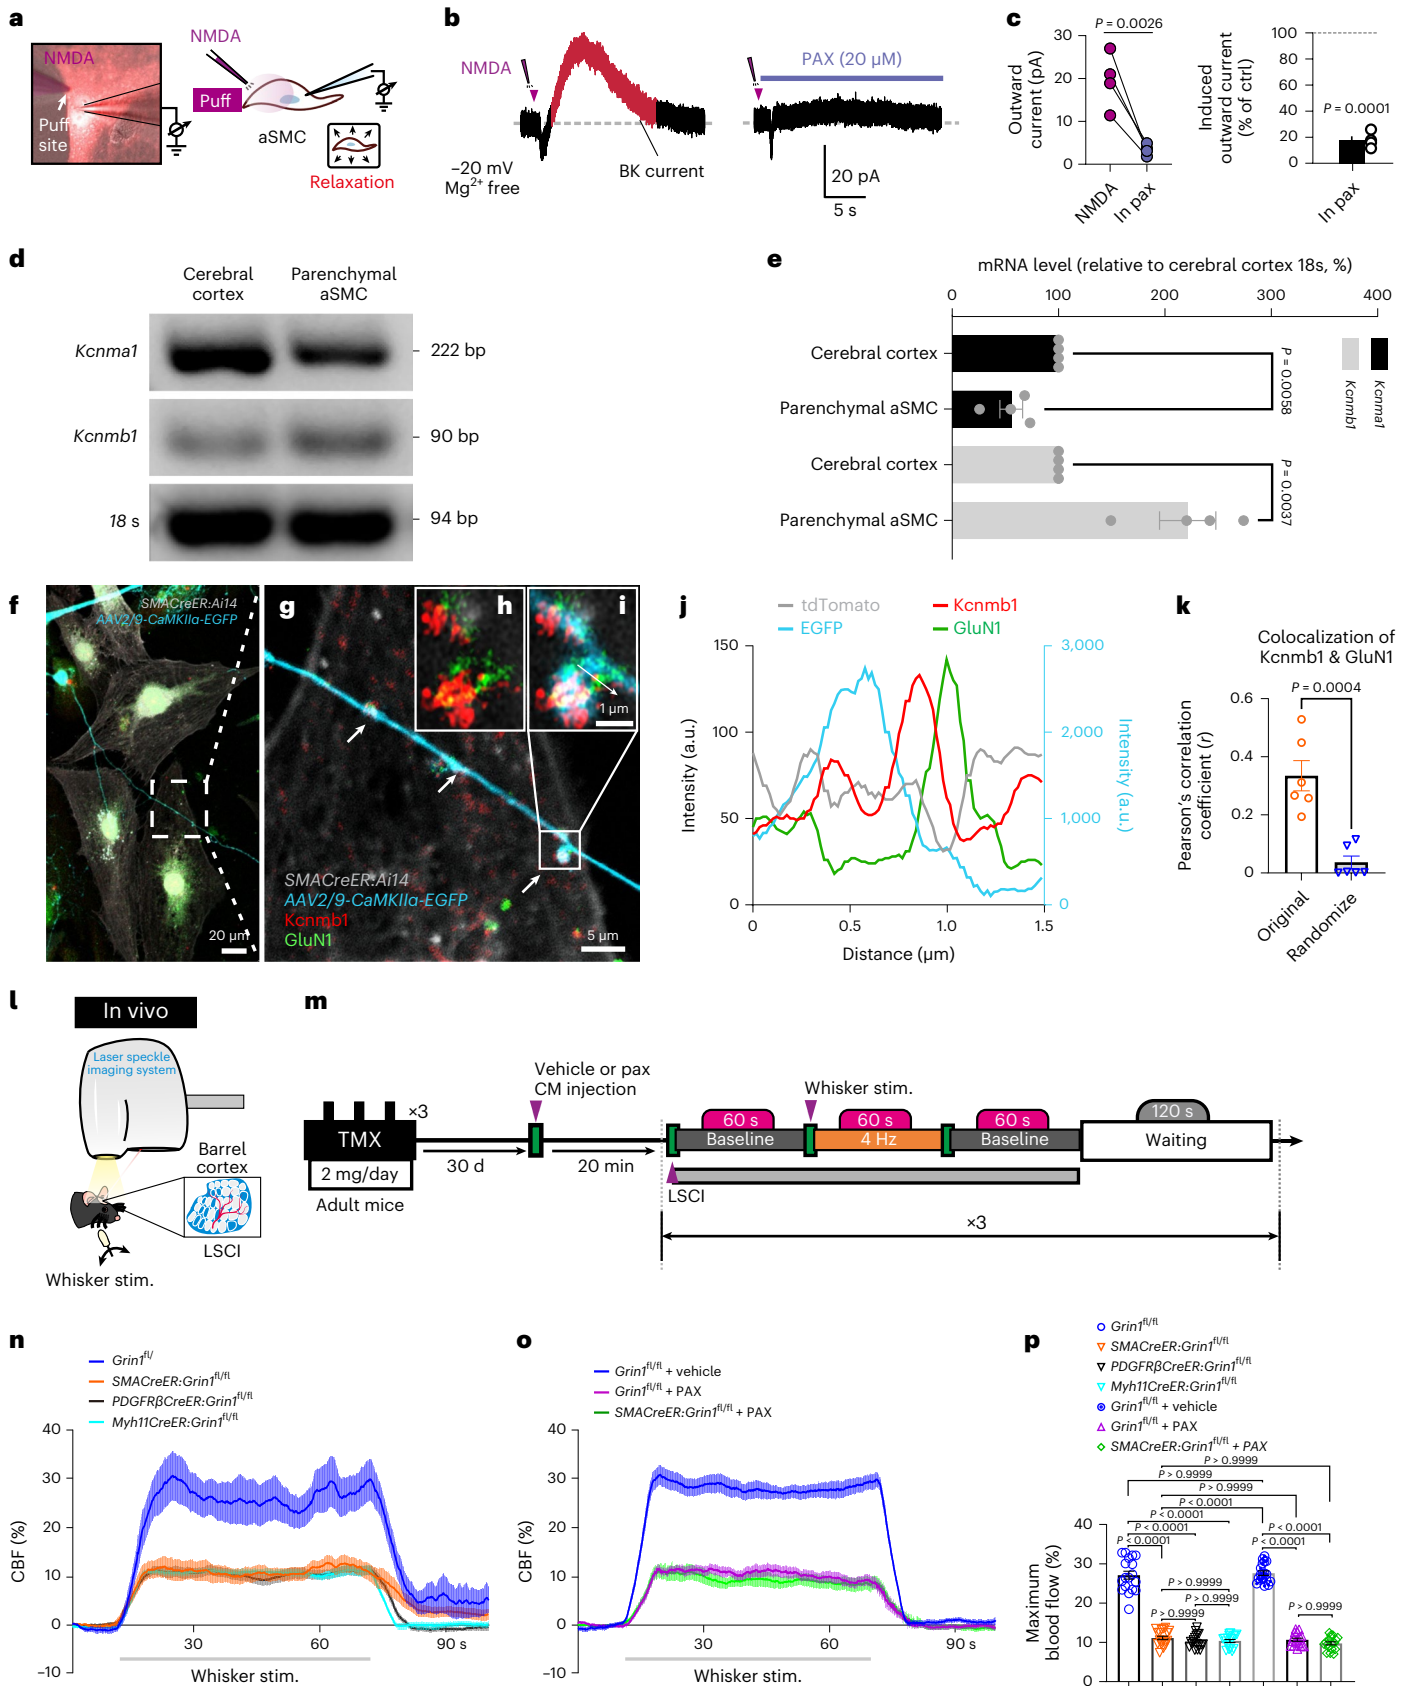 a
NMDA
Puff
site
NMDA
Puff
aSMC
Relaxation
b
NMDA
–20 mV
Mg2+ free
BK current
PAX (20 µM)
20 pA
5 s
c
P = 0.0026
Outward
current (pA)
30
20
10
0
NMDA
In pax
Induced
outward current
(% of ctrl)
100
80
60
40
20
0
P = 0.0001
In pax
d
Cerebral
cortex
Parenchymal
aSMC
Kcnma1
222 bp
Kcnmb1
90 bp
18 s
94 bp
e
mRNA level (relative to cerebral cortex 18s, %)
0
100
200
300
400
Cerebral cortex
Parenchymal aSMC
Cerebral cortex
Parenchymal aSMC
P = 0.0058
P = 0.0037
Kcnmb1
Kcnma1
f
SMACreER:Ai14
AAV2/9-CaMKIIα-EGFP
20 µm
g
SMACreER:Ai14
AAV2/9-CaMKIIα-EGFP
Kcnmb1
GluN1
5 µm
h
i
1 µm
j
tdTomato
EGFP
Kcnmb1
GluN1
Intensity (a.u.)
150
100
50
0
3,000
2,000
1,000
0
Intensity (a.u.)
0
0.5
1.0
1.5
Distance (µm)
k
Colocalization of
Kcnmb1 & GluN1
P = 0.0004
Pearson's correlation
coefficient (r)
0.6
0.4
0.2
0
Original
Randomize
l
In vivo
Laser speckle
imaging system
Barrel
cortex
LSCI
Whisker stim.
m
TMX
×3
2 mg/day
Adult mice
30 d
Vehicle or pax
CM injection
20 min
LSCI
60 s
Baseline
Whisker stim.
60 s
4 Hz
60 s
Baseline
120 s
Waiting
×3
n
Grin1fl/
SMACreER:Grin1fl/fl
PDGFRβCreER:Grin1fl/fl
Myh11CreER:Grin1fl/fl
CBF (%)
40
30
20
10
0
–10
30
60
90 s
Whisker stim.
o
Grin1fl/fl + vehicle
Grin1fl/fl + PAX
SMACreER:Grin1fl/fl + PAX
CBF (%)
40
30
20
10
0
–10
30
60
90 s
Whisker stim.
p
Grin1fl/fl
SMACreER:Grin1fl/fl
PDGFRβCreER:Grin1fl/fl
Myh11CreER:Grin1fl/fl
Grin1fl/fl + vehicle
Grin1fl/fl + PAX
SMACreER:Grin1fl/fl + PAX
P > 0.9999
P > 0.9999
P > 0.9999
P < 0.0001
P < 0.0001
P < 0.0001
P < 0.0001
P < 0.0001
P < 0.0001
P > 0.9999
P > 0.9999
P > 0.9999
P > 0.9999
Maximum
blood flow (%)
40
30
20
10
0